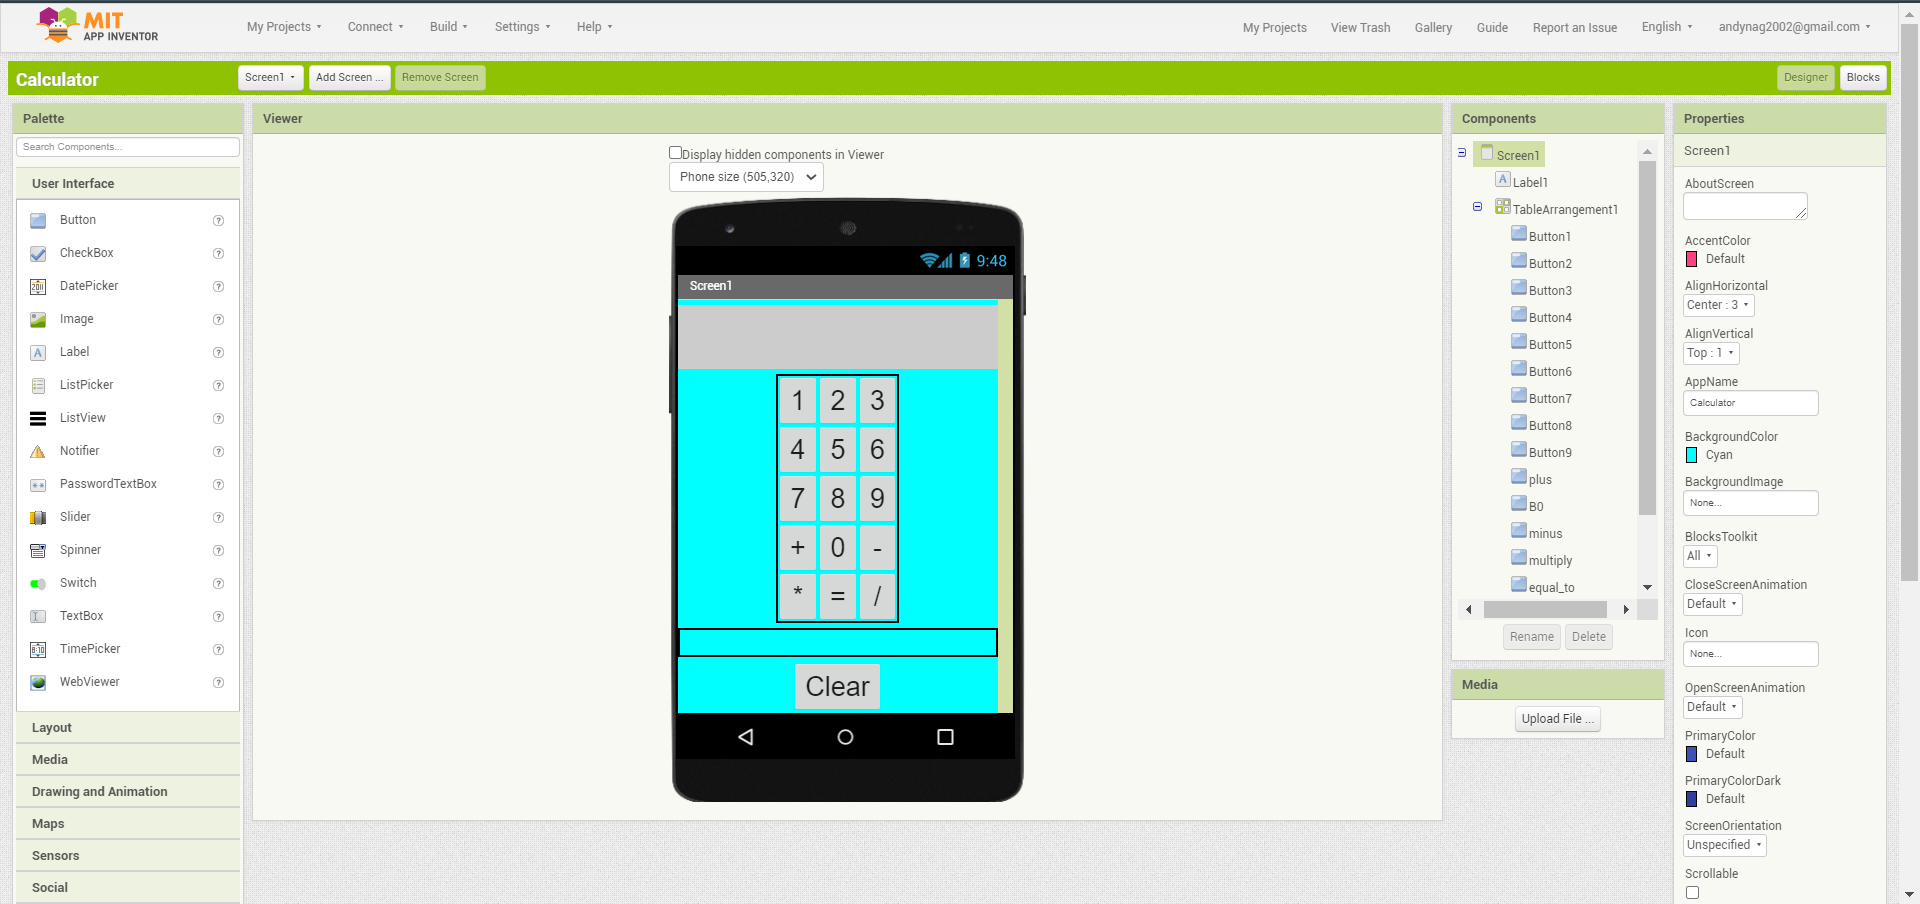 MIT
APP INVENTOR
My Projects
Connect
Build
Settings
Help
My Projects
View Trash
Gallery
Guide
Report an Issue
English
andynag2002@gmail.com
Calculator
Screen1
Add Screen ...
Remove Screen
Designer
Blocks
Palette
Search Components...
User Interface
Button
CheckBox
DatePicker
Image
Label
ListPicker
ListView
Notifier
PasswordTextBox
Slider
Spinner
Switch
TextBox
TimePicker
WebViewer
Layout
Media
Drawing and Animation
Maps
Sensors
Social
Viewer
Display hidden components in Viewer
Phone size (505,320)
9:48
Screen1
1 2 3
4 5 6
7 8 9
+ 0 -
* = /
Clear
Components
Screen1
Label1
TableArrangement1
Button1
Button2
Button3
Button4
Button5
Button6
Button7
Button8
Button9
plus
B0
minus
multiply
equal_to
Rename
Delete
Media
Upload File ...
Properties
Screen1
AboutScreen
AccentColor
Default
AlignHorizontal
Center : 3
AlignVertical
Top : 1
AppName
Calculator
BackgroundColor
Cyan
BackgroundImage
None...
BlocksToolkit
All
CloseScreenAnimation
Default
Icon
None...
OpenScreenAnimation
Default
PrimaryColor
Default
PrimaryColorDark
Default
ScreenOrientation
Unspecified
Scrollable